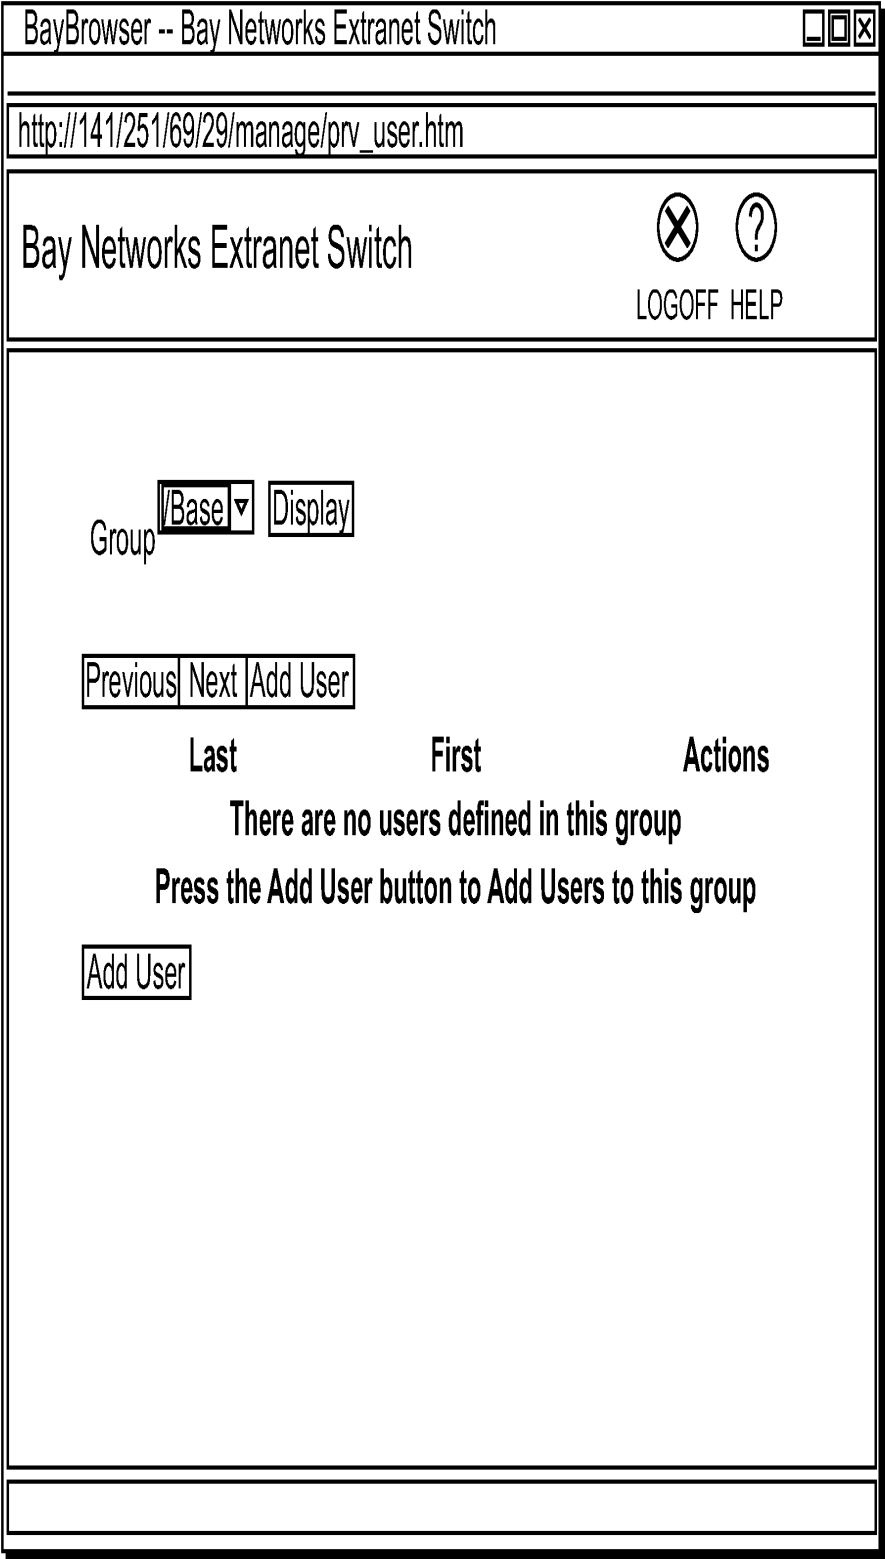 BayBrowser -- Bay Networks Extranet Switch
http://141/251/69/29/manage/prv_user.htm
Bay Networks Extranet Switch
LOGOFF HELP
Group /Base Display
Previous Next Add User
Last First Actions
There are no users defined in this group
Press the Add User button to Add Users to this group
Add User